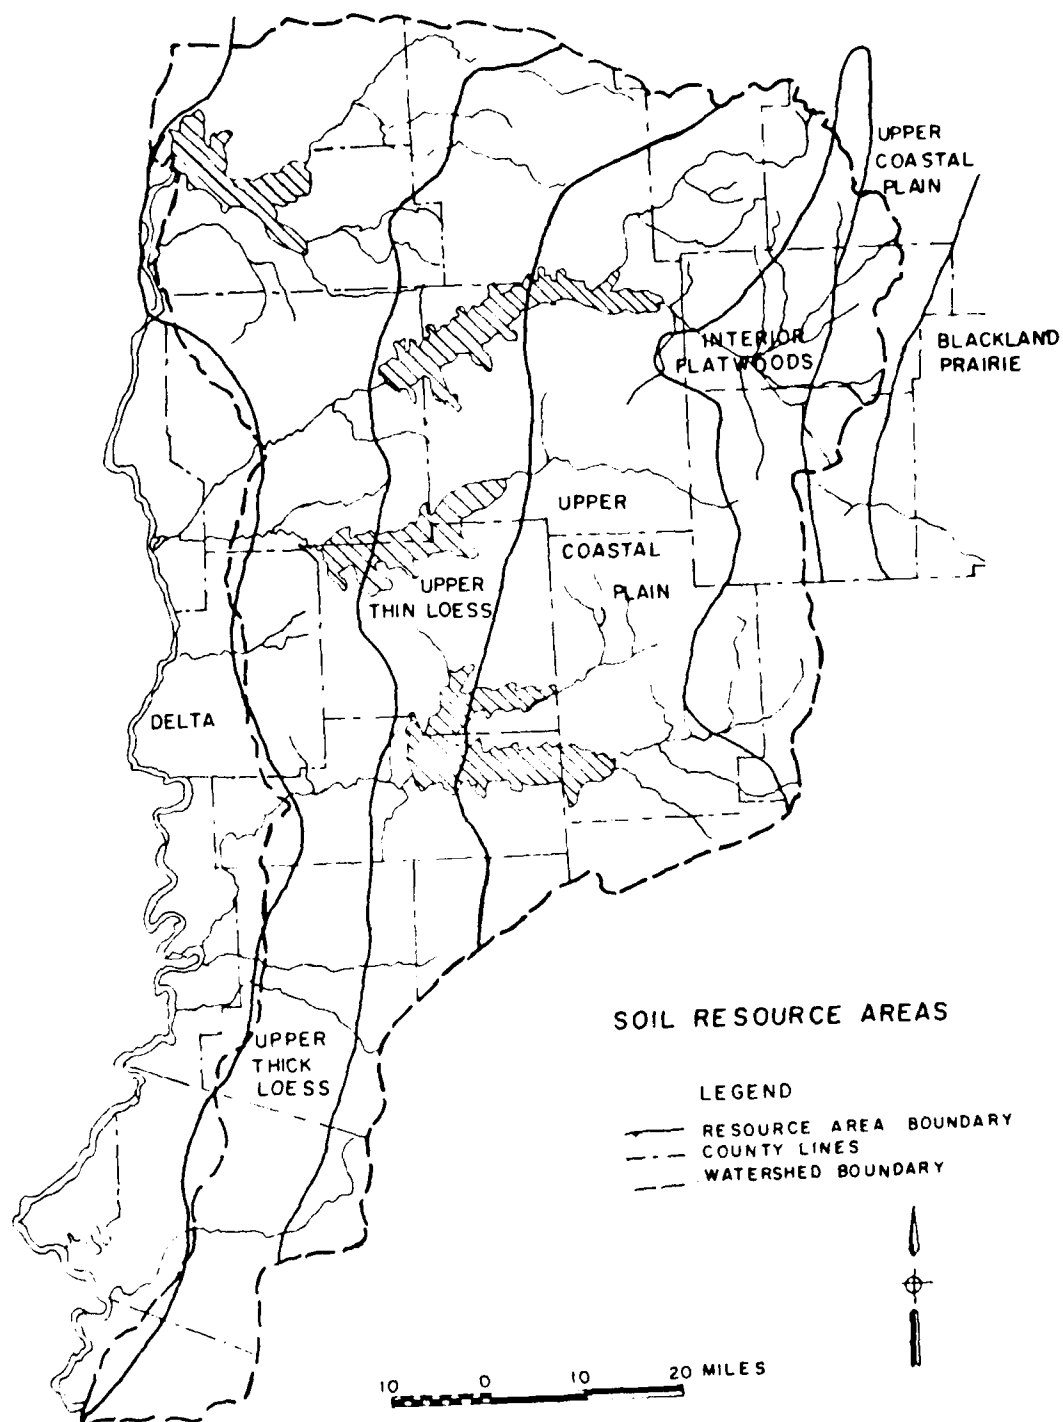 UPPER
COASTAL
PLAIN
INTERIOR
FLATWOODS
BLACKLAND
PRAIRIE
UPPER
COASTAL
PLAIN
UPPER
THIN LOESS
DELTA
UPPER
THICK
LOESS
SOIL RESOURCE AREAS
LEGEND
RESOURCE AREA BOUNDARY
COUNTY LINES
WATERSHED BOUNDARY
10 0 10 20 MILES